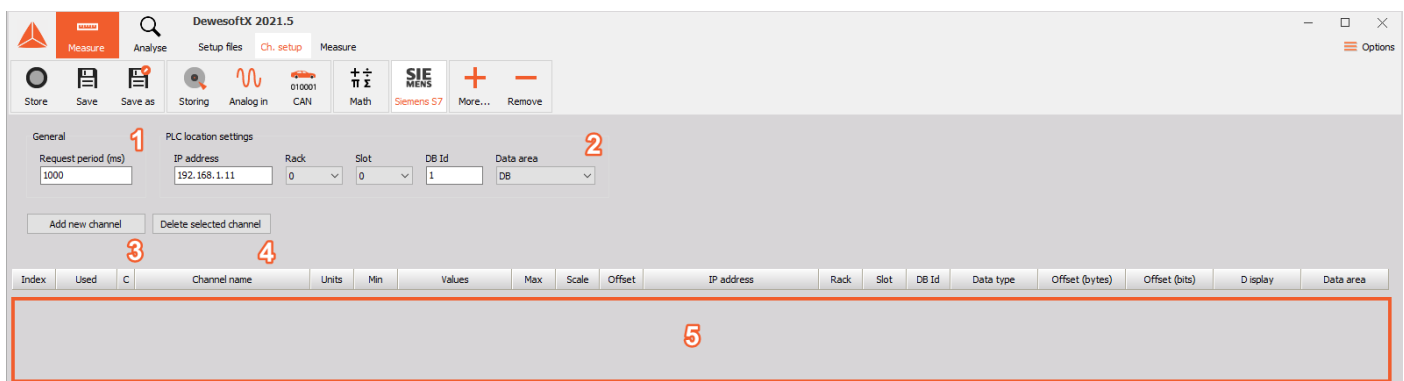 DewesoftX 2021.5
Measure Analyse Setup files Ch. setup Measure
Options
Store Save Save as Storing Analog in 010001 CAN +÷ πΣ Math SIEMENS Siemens S7 More... Remove
General 1 PLC location settings 2
Request period (ms) IP address Rack Slot DB Id Data area
1000 192.168.1.11 0 0 1 DB
Add new channel Delete selected channel
3 4
Index Used C Channel name Units Min Values Max Scale Offset IP address Rack Slot DB Id Data type Offset (bytes) Offset (bits) Display Data area
5